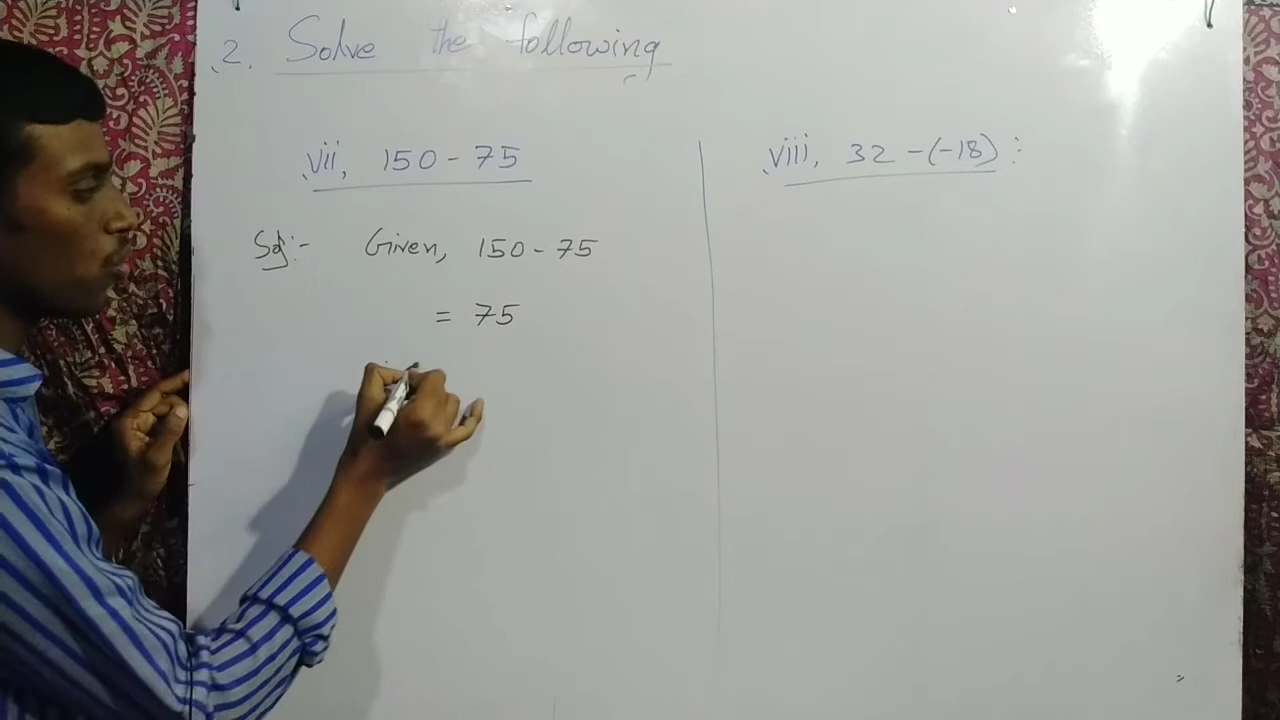 2. Solve the following
vii, 150 - 75
Sol:- Given, 150 - 75
= 75
viii, 32 - (-18) :